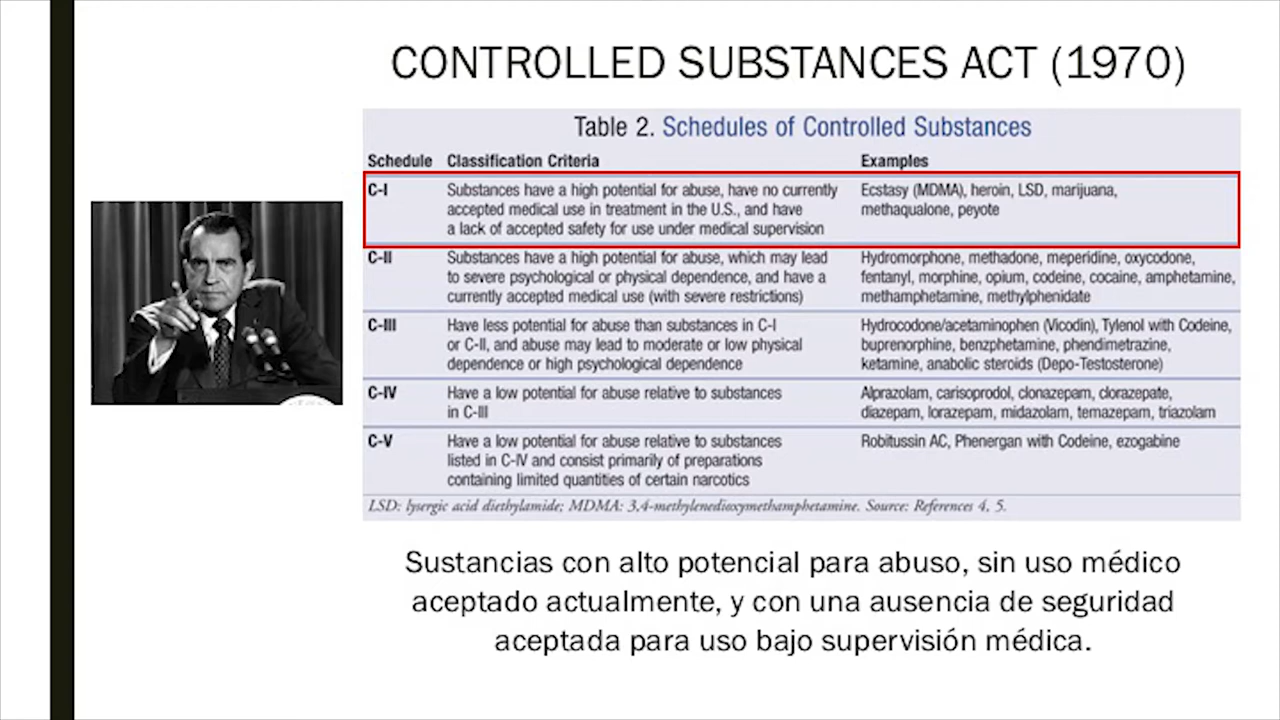 CONTROLLED SUBSTANCES ACT (1970)
Table 2. Schedules of Controlled Substances
Schedule Classification Criteria Examples
C-I Substances have a high potential for abuse, have no currently Ecstasy (MDMA), heroin, LSD, marijuana,
accepted medical use in treatment in the U.S., and have methaqualone, peyote
a lack of accepted safety for use under medical supervision
C-II Substances have a high potential for abuse, which may lead Hydromorphone, methadone, meperidine, oxycodone,
to severe psychological or physical dependence, and have a fentanyl, morphine, opium, codeine, cocaine, amphetamine,
currently accepted medical use (with severe restrictions) methamphetamine, methylphenidate
C-III Have less potential for abuse than substances in C-I Hydrocodone/acetaminophen (Vicodin), Tylenol with Codeine,
or C-II, and abuse may lead to moderate or low physical buprenorphine, benzphetamine, phendimetrazine,
dependence or high psychological dependence ketamine, anabolic steroids (Depo-Testosterone)
C-IV Have a low potential for abuse relative to substances Alprazolam, carisoprodol, clonazepam, clorazepate,
in C-III diazepam, lorazepam, midazolam, temazepam, triazolam
C-V Have a low potential for abuse relative to substances Robitussin AC, Phenergan with Codeine, ezogabine
listed in C-IV and consist primarily of preparations
containing limited quantities of certain narcotics
LSD: lysergic acid diethylamide; MDMA: 3,4-methylenedioxymethamphetamine. Source: References 4, 5.
Sustancias con alto potencial para abuso, sin uso médico
aceptado actualmente, y con una ausencia de seguridad
aceptada para uso bajo supervisión médica.